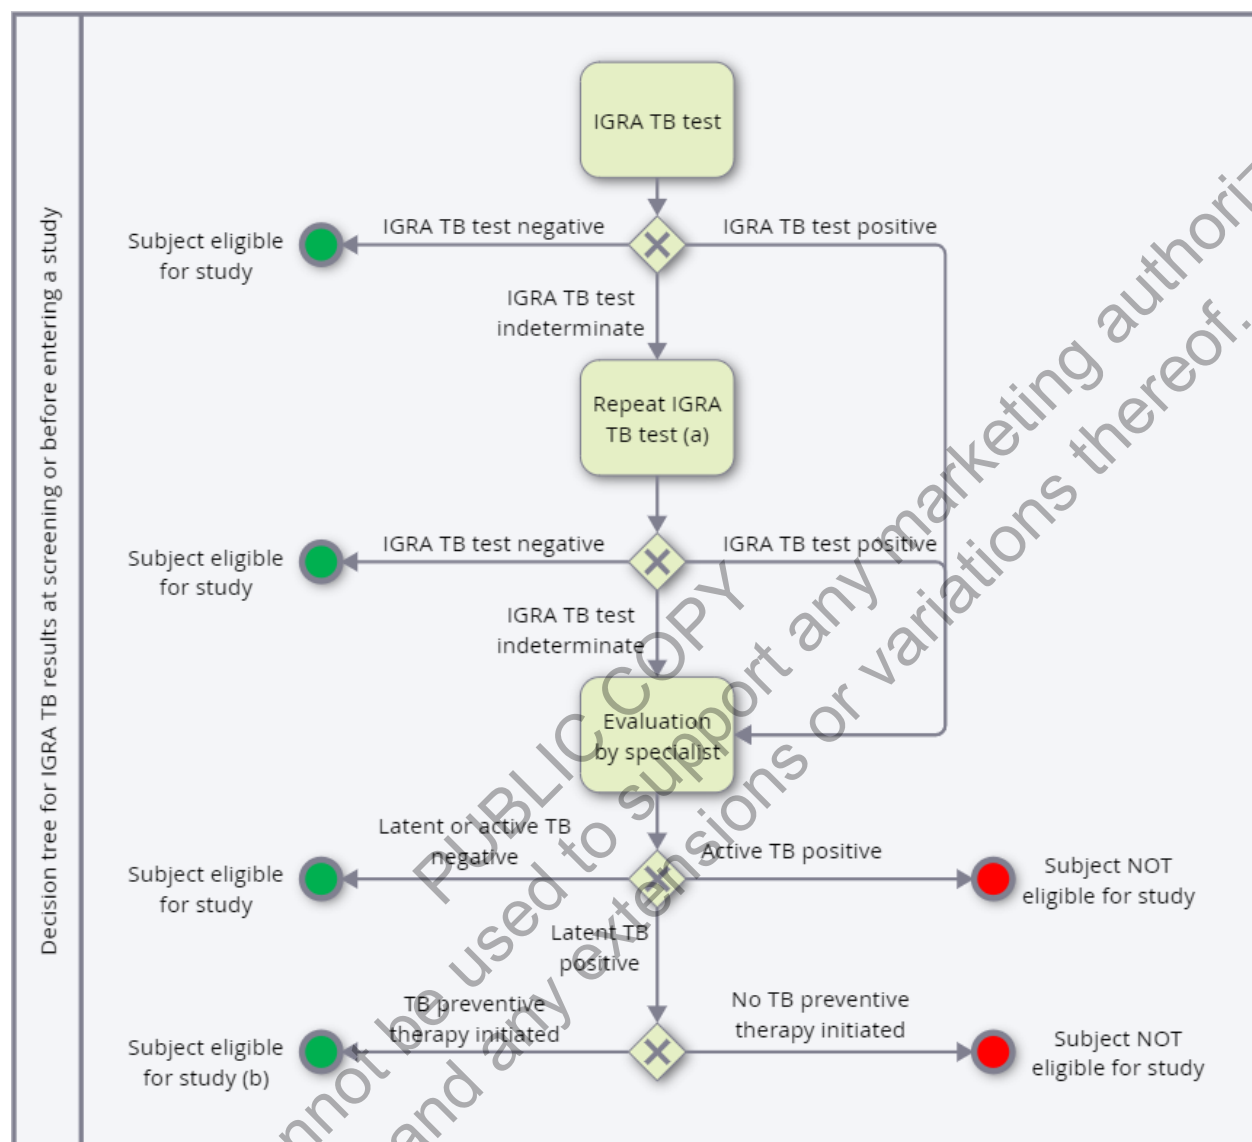 Decision tree for IGRA TB results at screening or before entering a study
IGRA TB test
IGRA TB test negative
IGRA TB test positive
Subject eligible
for study
IGRA TB test
indeterminate
Repeat IGRA
TB test (a)
IGRA TB test negative
IGRA TB test positive
Subject eligible
for study
IGRA TB test
indeterminate
Evaluation
by specialist
Latent or active TB
negative
Active TB positive
Subject eligible
for study
Subject NOT
eligible for study
Latent TB
positive
TB preventive
therapy initiated
No TB preventive
therapy initiated
Subject eligible
for study (b)
Subject NOT
eligible for study
PUBLIC COPY
be used to support any marketing
and any extensions or variations thereof.